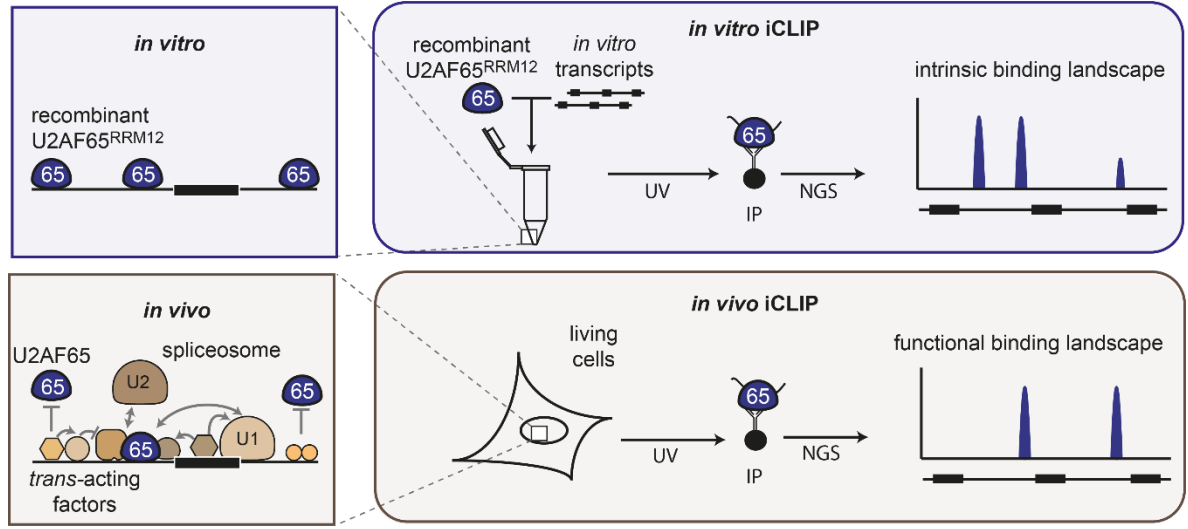 in vitro
recombinant
U2AF65RRM12
65
65
65
in vitro iCLIP
recombinant
U2AF65RRM12
65
in vitro
transcripts
UV
65
IP
NGS
intrinsic binding landscape
in vivo
U2AF65
65
spliceosome
U2
65
65
U1
trans-acting
factors
in vivo iCLIP
living
cells
UV
65
IP
NGS
functional binding landscape